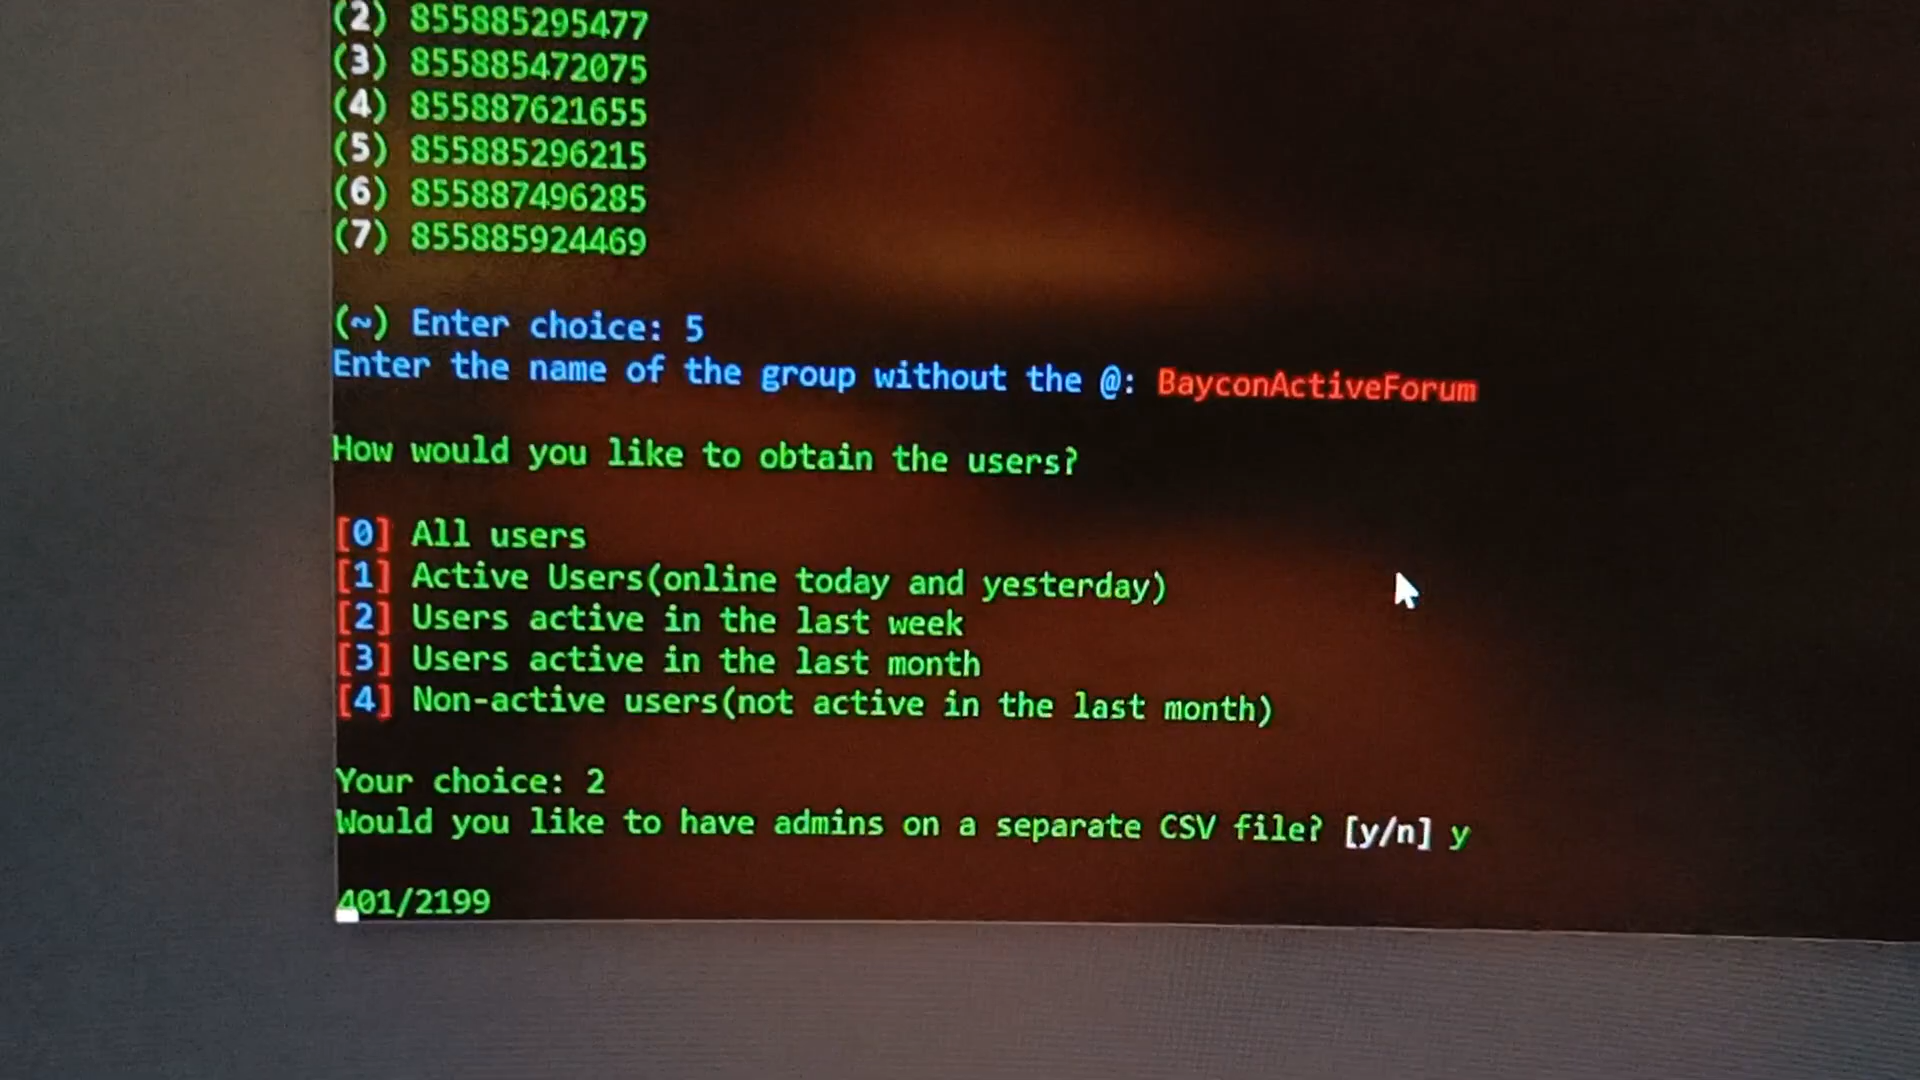 (2) 855885295477
(3) 855885472075
(4) 855887621655
(5) 855885296215
(6) 855887496285
(7) 855885924469
(~) Enter choice: 5
Enter the name of the group without the @: BayconActiveForum
How would you like to obtain the users?
[0] All users
[1] Active Users(online today and yesterday)
[2] Users active in the last week
[3] Users active in the last month
[4] Non-active users(not active in the last month)
Your choice: 2
Would you like to have admins on a separate CSV file? [y/n] y
401/2199